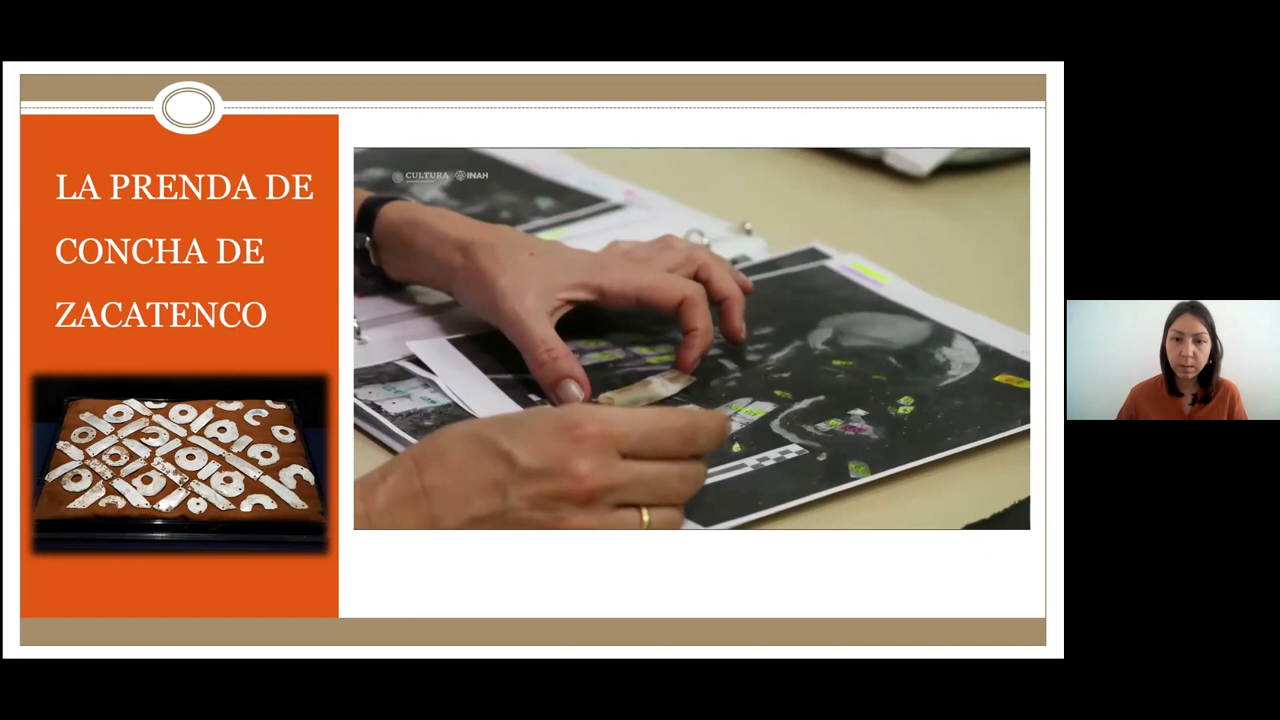 LA PRENDA DE
CONCHA DE
ZACATENCO
CULTURA INAH